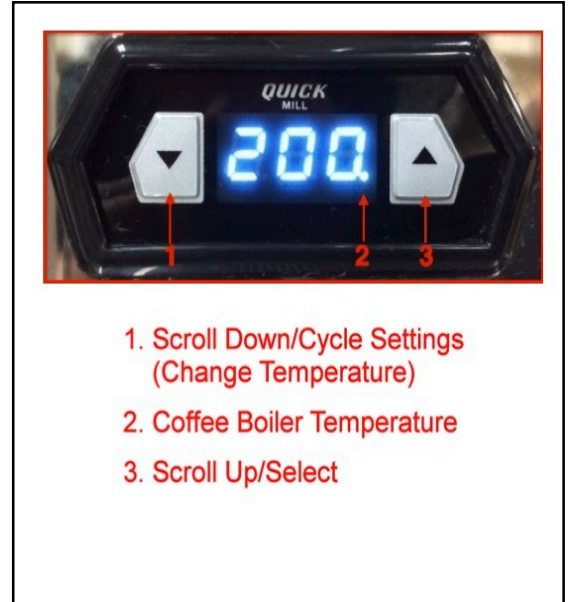 QUICK
MILL
200.
1
2
3
1. Scroll Down/Cycle Settings
(Change Temperature)
2. Coffee Boiler Temperature
3. Scroll Up/Select